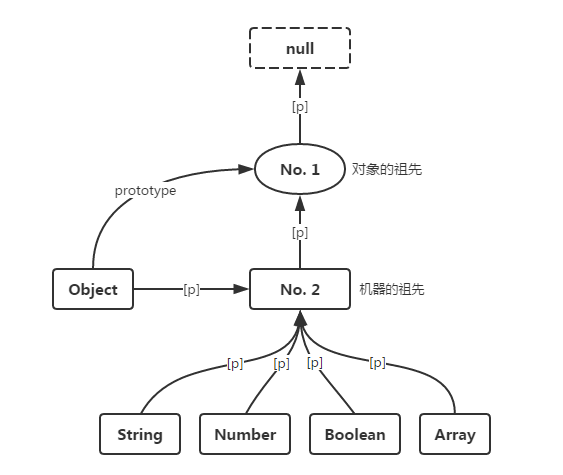 null
[p]
No. 1
对象的祖先
prototype
[p]
Object
[p]
No. 2
机器的祖先
[p]
[p]
[p]
[p]
String
Number
Boolean
Array